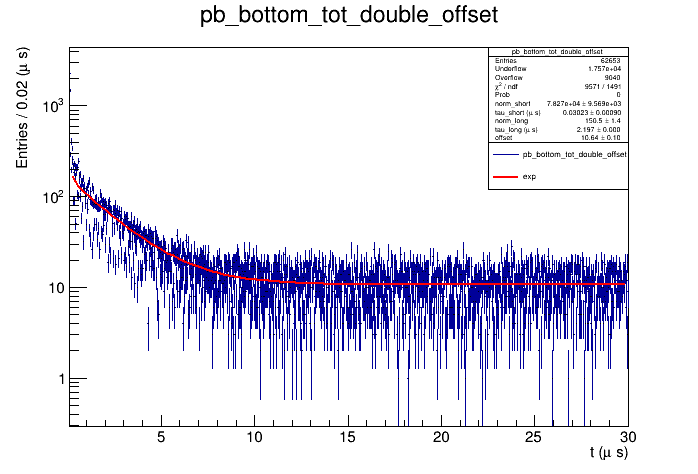 pb_bottom_tot_double_offset
Entries / 0.02 (μ s)
10³
10²
10
1
5 10 15 20 25 30
t (μ s)
pb_bottom_tot_double_offset
Entries 62653
Underflow 1.757e+04
Overflow 9040
χ² / ndf 9571 / 1491
Prob 0
norm_short 7.827e+04 ± 9.569e+03
tau_short (μ s) 0.03023 ± 0.00090
norm_long 150.5 ± 1.4
tau_long (μ s) 2.197 ± 0.000
offset 10.64 ± 0.10
pb_bottom_tot_double_offset
exp